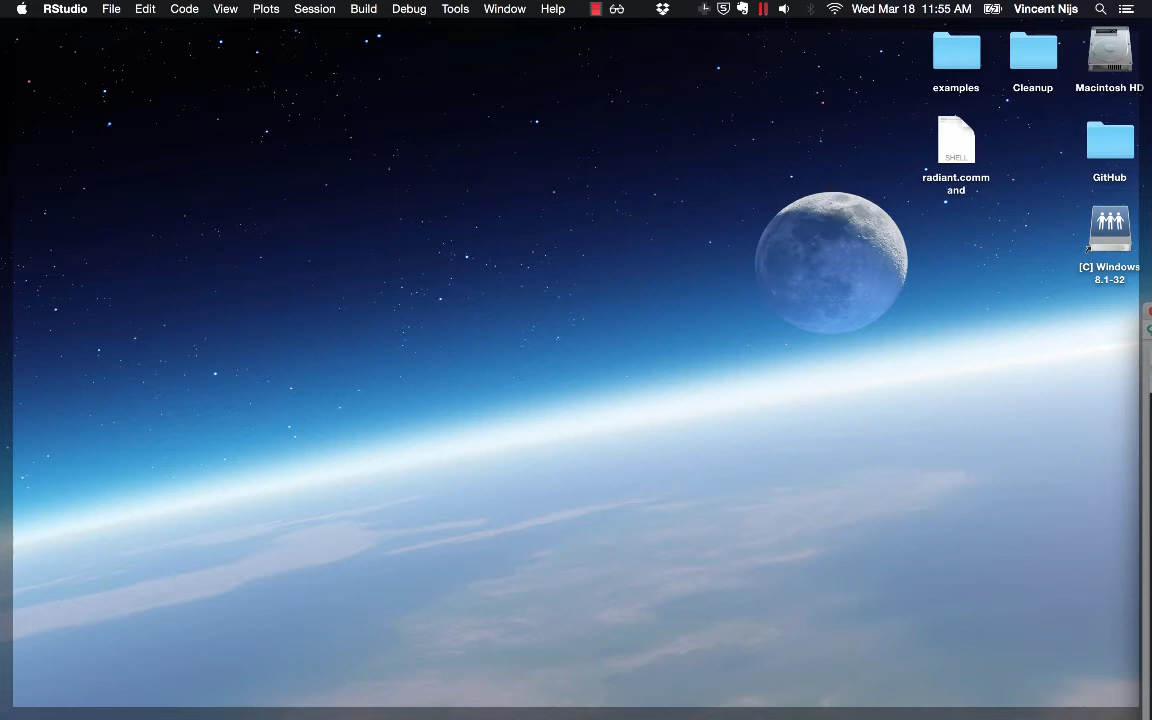 RStudio File Edit Code View Plots Session Build Debug Tools Window Help Wed Mar 18 11:55 AM Vincent Nijs
examples Cleanup Macintosh HD
SHELL
radiant.comm
and
GitHub
[C] Windows
8.1-32